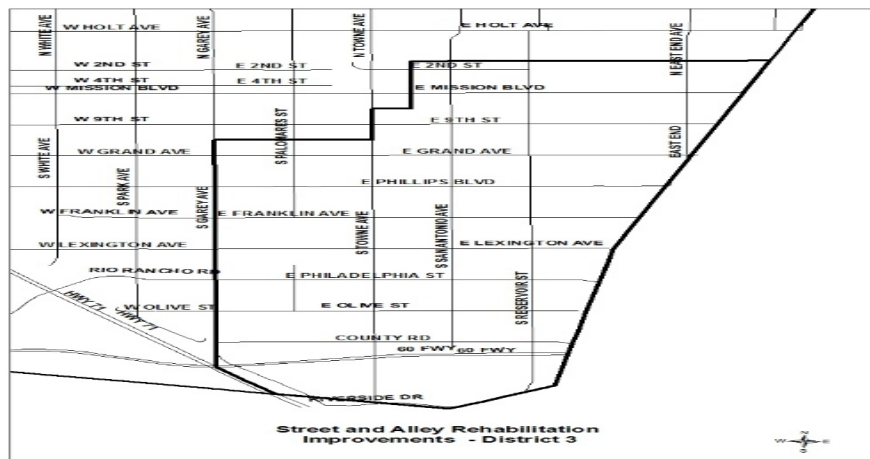 N WHITE AVE
W HOLT AVE
N GAREY AVE
N TOWNE AVE
E HOLT AVE
N EAST END AVE
W 2ND ST
E 2ND ST
E 2ND ST
W 4TH ST
E 4TH ST
W MISSION BLVD
E MISSION BLVD
W 9TH ST
E 9TH ST
S WHITE AVE
S PALOMARES ST
EAST END
W GRAND AVE
E GRAND AVE
S PARK AVE
E PHILLIPS BLVD
S GAREY AVE
W FRANKLIN AVE
E FRANKLIN AVE
S TOWNE AVE
S SAN ANTONIO AVE
W LEXINGTON AVE
E LEXINGTON AVE
RIO RANCHO RD
E PHILADELPHIA ST
S RESERVOIR ST
HWY 71
HWY 71
W OLIVE ST
E OLIVE ST
COUNTY RD
60 FWY
60 FWY
RIVERSIDE DR
Street and Alley Rehabilitation
Improvements - District 3
N
W
E
S